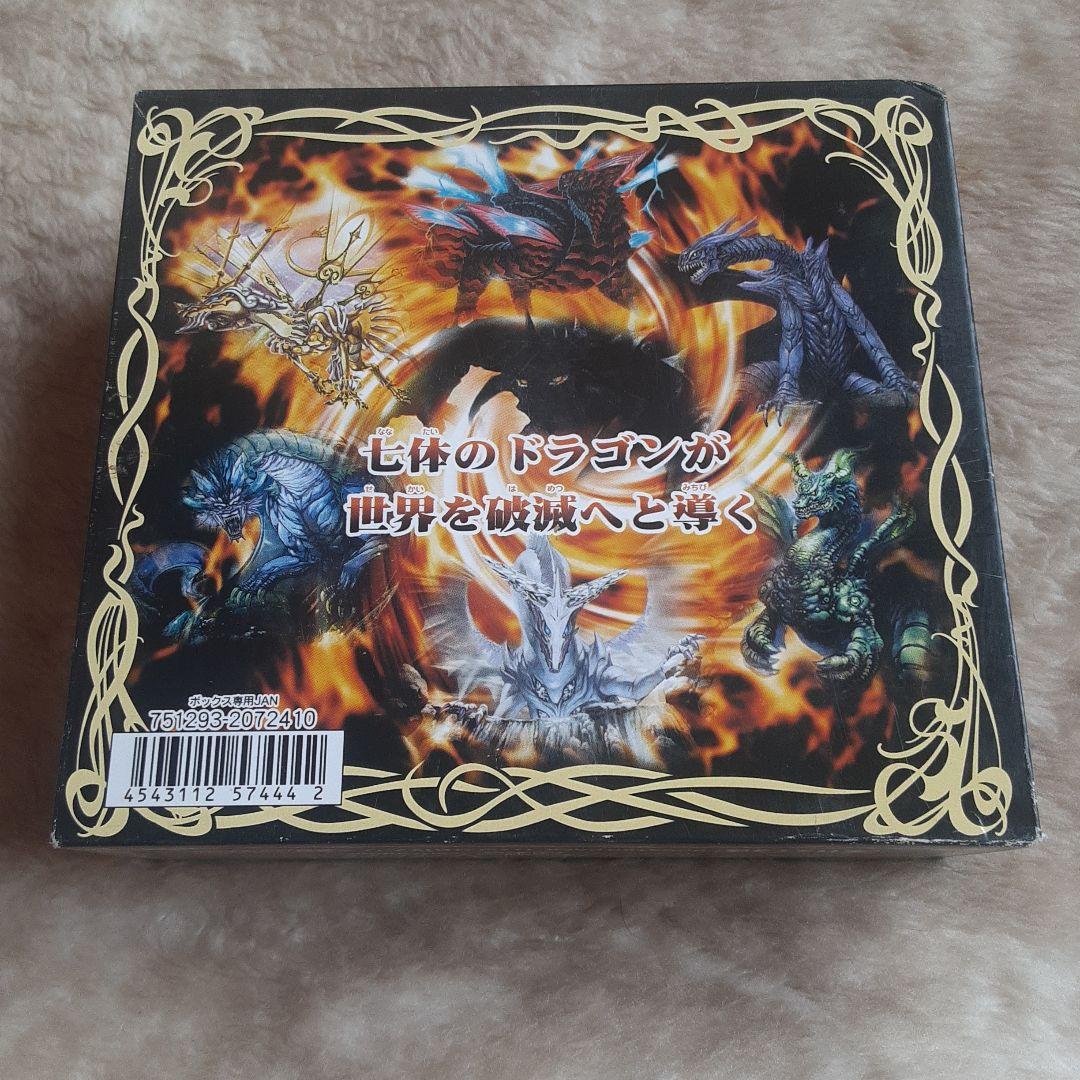 七体のドラゴンが
世界を破滅へと導く
ボックス専用JAN
751293-2072410
4543112 57444 2